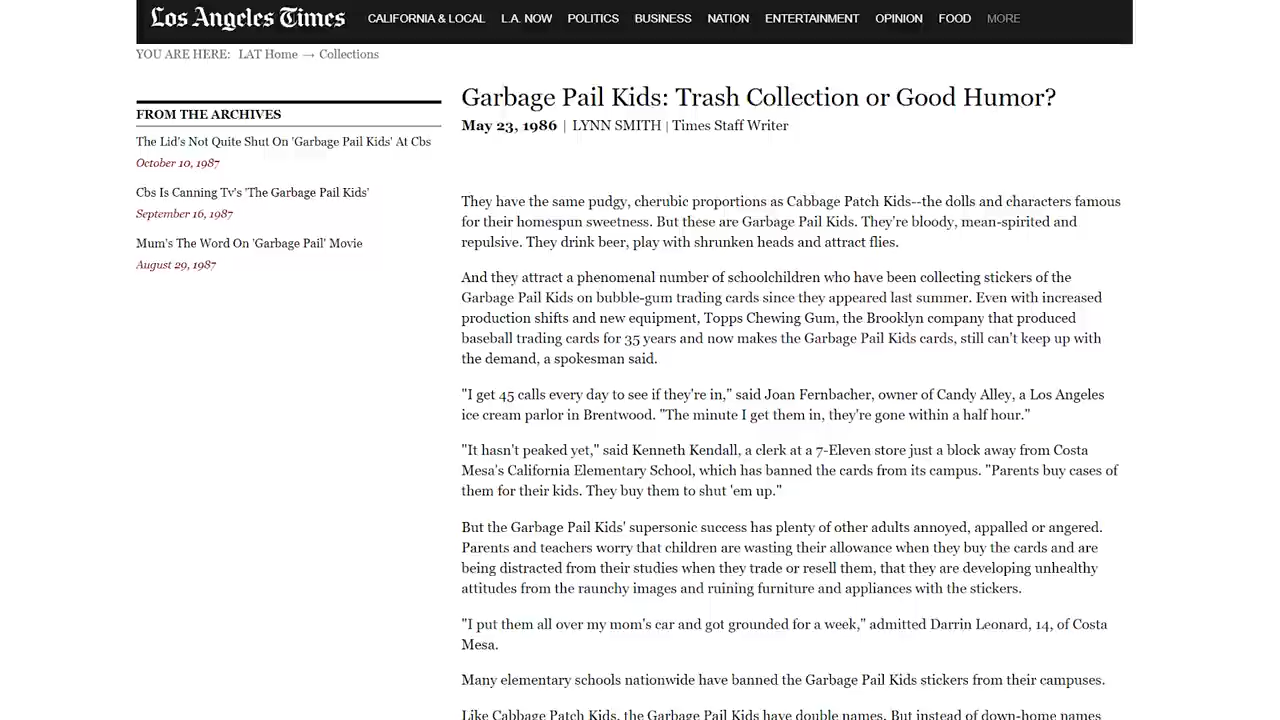 Los Angeles Times CALIFORNIA & LOCAL L.A. NOW POLITICS BUSINESS NATION ENTERTAINMENT OPINION FOOD MORE
YOU ARE HERE: LAT Home → Collections
FROM THE ARCHIVES
The Lid's Not Quite Shut On 'Garbage Pail Kids' At Cbs
October 10, 1987
Cbs Is Canning Tv's 'The Garbage Pail Kids'
September 16, 1987
Mum's The Word On 'Garbage Pail' Movie
August 29, 1987
Garbage Pail Kids: Trash Collection or Good Humor?
May 23, 1986 | LYNN SMITH | Times Staff Writer
They have the same pudgy, cherubic proportions as Cabbage Patch Kids--the dolls and characters famous
for their homespun sweetness. But these are Garbage Pail Kids. They're bloody, mean-spirited and
repulsive. They drink beer, play with shrunken heads and attract flies.
And they attract a phenomenal number of schoolchildren who have been collecting stickers of the
Garbage Pail Kids on bubble-gum trading cards since they appeared last summer. Even with increased
production shifts and new equipment, Topps Chewing Gum, the Brooklyn company that produced
baseball trading cards for 35 years and now makes the Garbage Pail Kids cards, still can't keep up with
the demand, a spokesman said.
"I get 45 calls every day to see if they're in," said Joan Fernbacher, owner of Candy Alley, a Los Angeles
ice cream parlor in Brentwood. "The minute I get them in, they're gone within a half hour."
"It hasn't peaked yet," said Kenneth Kendall, a clerk at a 7-Eleven store just a block away from Costa
Mesa's California Elementary School, which has banned the cards from its campus. "Parents buy cases of
them for their kids. They buy them to shut 'em up."
But the Garbage Pail Kids' supersonic success has plenty of other adults annoyed, appalled or angered.
Parents and teachers worry that children are wasting their allowance when they buy the cards and are
being distracted from their studies when they trade or resell them, that they are developing unhealthy
attitudes from the raunchy images and ruining furniture and appliances with the stickers.
"I put them all over my mom's car and got grounded for a week," admitted Darrin Leonard, 14, of Costa
Mesa.
Many elementary schools nationwide have banned the Garbage Pail Kids stickers from their campuses.
Like Cabbage Patch Kids, the Garbage Pail Kids have double names. But instead of down-home names